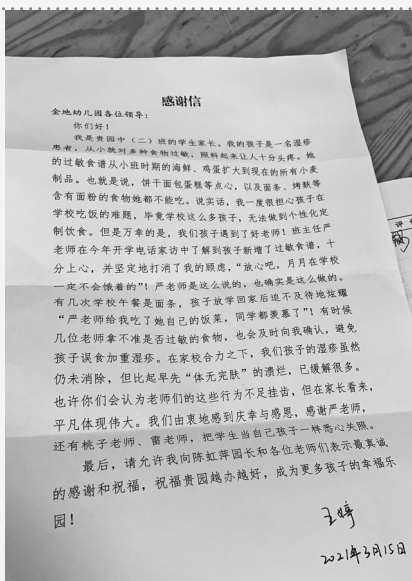 感谢信
金地幼儿园各位领导：
你们好！
我是贵园中（二）班的学生家长。我的孩子是一名湿疹
患者，从小就对多种食物过敏，照料起来让人十分头疼。她
的过敏食谱从小班时期的海鲜、鸡蛋扩大到现在的所有小麦
制品。也就是说，饼干面包蛋糕等点心，以及面条、烤麸等
含有面粉的食物她都不能吃。说实话，我一度很担心孩子在
学校吃饭的难题，毕竟学校这么多孩子，无法做到个性化定
制饮食。但是万幸的是，我们孩子遇到了好老师！班主任严
老师在今年开学电话家访中了解到孩子新增了过敏食谱，十
分上心，并坚定地打消了我的顾虑，“放心吧，月月在学校
一定不会饿着的”！严老师是这么说的，也确实是这么做的。
有几次学校午餐是面条，孩子放学回家后迫不及待地炫耀
“严老师给我吃了她自己的饭菜，同学都羡慕了”！有时候
几位老师拿不准是否过敏的食物，也会及时向我确认，避免
孩子误食加重湿疹。在家校合力之下，我们孩子的湿疹虽然
仍未消除，但比起早先“体无完肤”的溃烂，已缓解很多。
也许你们会认为老师们的这些行为不足挂齿，但在家长看来，
平凡体现伟大。我们由衷地感到庆幸与感恩，感谢严老师，
还有桃子老师、雷老师，把学生当自己孩子一样悉心失照。
最后，请允许我向陈虹萍园长和各位老师们表示最真诚
的感谢和祝福，祝福贵园越办越好，成为更多孩子的幸福乐
园！
王婷
2021年3月15日
评